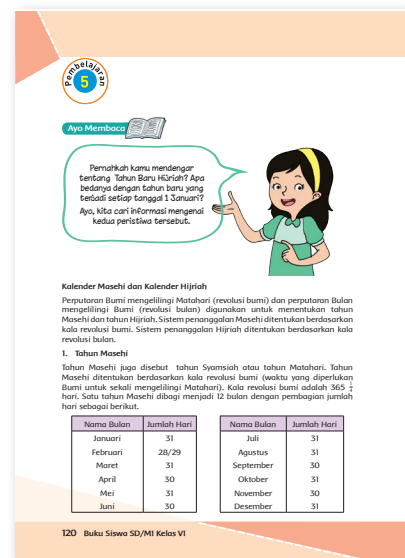 Pembelajaran
5
Ayo Membaca
Pernahkah kamu mendengar
tentang Tahun Baru Hijriah? Apa
bedanya dengan tahun baru yang
terjadi setiap tanggal 1 Januari?
Ayo, kita cari informasi mengenai
kedua peristiwa tersebut.
Kalender Masehi dan Kalender Hijriah
Perputaran Bumi mengelilingi Matahari (revolusi bumi) dan perputaran Bulan
mengelilingi Bumi (revolusi bulan) digunakan untuk menentukan tahun
Masehi dan tahun Hijriah. Sistem penanggalan Masehi ditentukan berdasarkan
kala revolusi bumi. Sistem penanggalan Hijriah ditentukan berdasarkan kala
revolusi bulan.
1. Tahun Masehi
Tahun Masehi juga disebut tahun Syamsiah atau tahun Matahari. Tahun
Masehi ditentukan berdasarkan kala revolusi bumi (waktu yang diperlukan
Bumi untuk sekali mengelilingi Matahari). Kala revolusi bumi adalah 365 1/4
hari. Satu tahun Masehi dibagi menjadi 12 bulan dengan pembagian jumlah
hari sebagai berikut.
Nama Bulan Jumlah Hari
Januari 31
Februari 28/29
Maret 31
April 30
Mei 31
Juni 30
Nama Bulan Jumlah Hari
Juli 31
Agustus 31
September 30
Oktober 31
November 30
Desember 31
120 Buku Siswa SD/MI Kelas VI